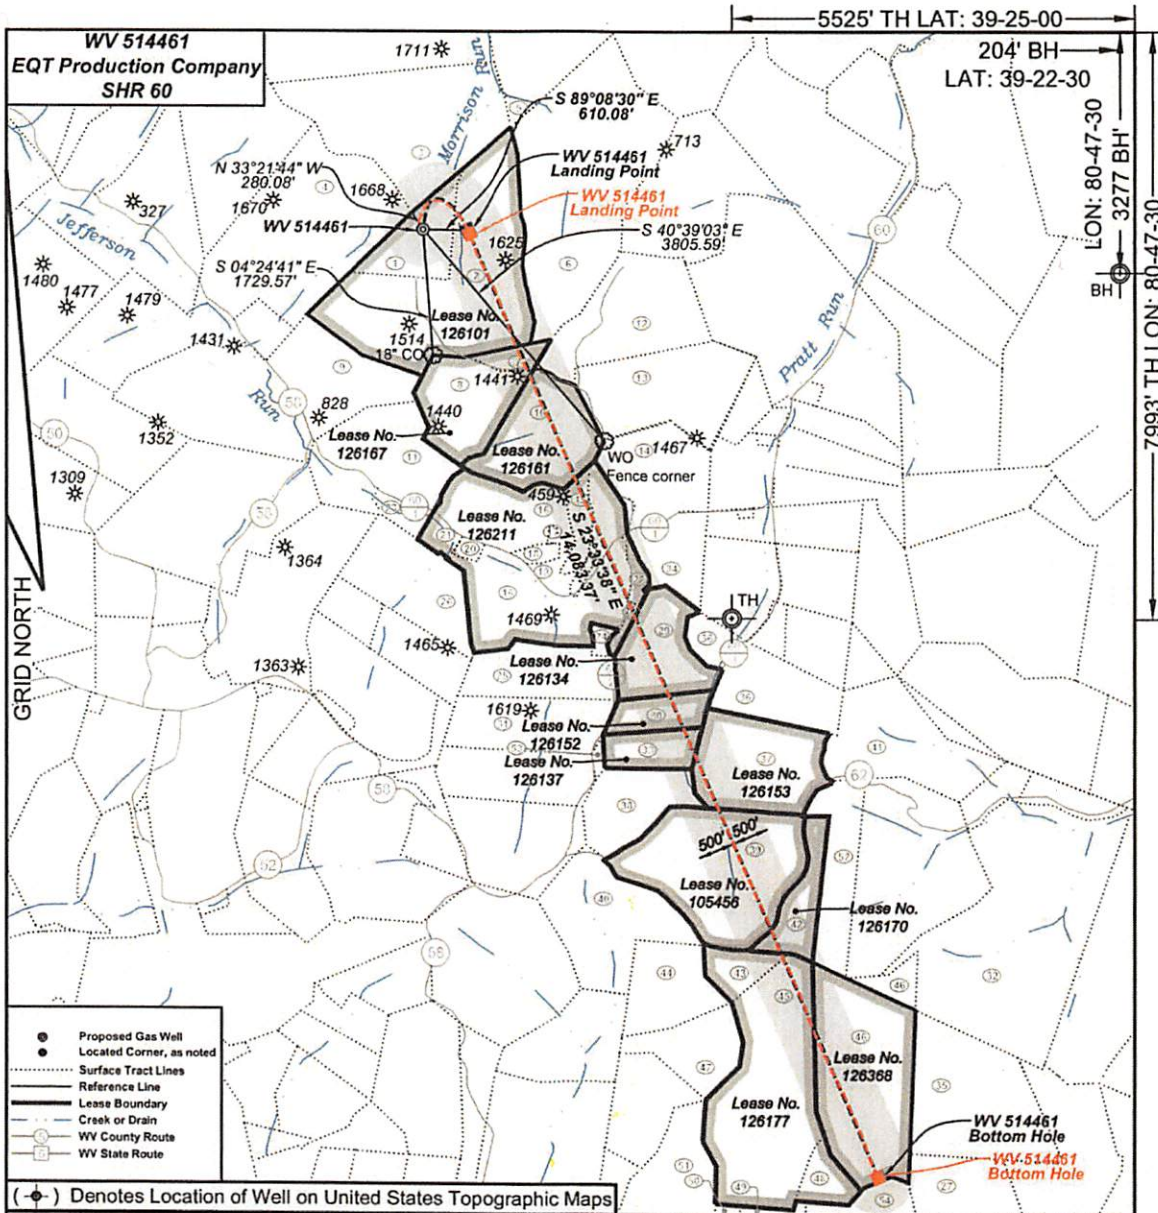 5525' TH LAT: 39-25-00
204' BH
LAT: 39-22-30
LON: 80-47-30
3277 BH'
7993' TH LON: 80-47-30
BH
WV 514461
EQT Production Company
SHR 60
1711
Morrison Run
S 89°08'30" E
610.08'
713
WV 514461
Landing Point
WV 514461
Landing Point
N 33°21'44" W
280.08'
1668
1670
327
WV 514461
S 40°39'03" E
3805.59'
1625
60
Jefferson
Run
1480
1477
1479
1431
S 04°24'41" E
1729.57'
Lease No.
126101
1514
18" CO
1441
Pratt Run
58
828
1440
Lease No.
126167
Lease No.
126161
1467
WO
Fence corner
50
1352
1309
459
Lease No.
126211
S 23°33'38" E
14,083.37'
58
1364
GRID NORTH
TH
1469
1465
1363
Lease No.
126134
1619
Lease No.
126152
Lease No.
126137
Lease No.
126153
62
58
62
58
500' 500'
Lease No.
105456
Lease No.
126170
Lease No.
126368
Lease No.
126177
WV 514461
Bottom Hole
WV 514461
Bottom Hole
Proposed Gas Well
Located Corner, as noted
Surface Tract Lines
Reference Line
Lease Boundary
Creek or Drain
WV County Route
WV State Route
( ) Denotes Location of Well on United States Topographic Maps